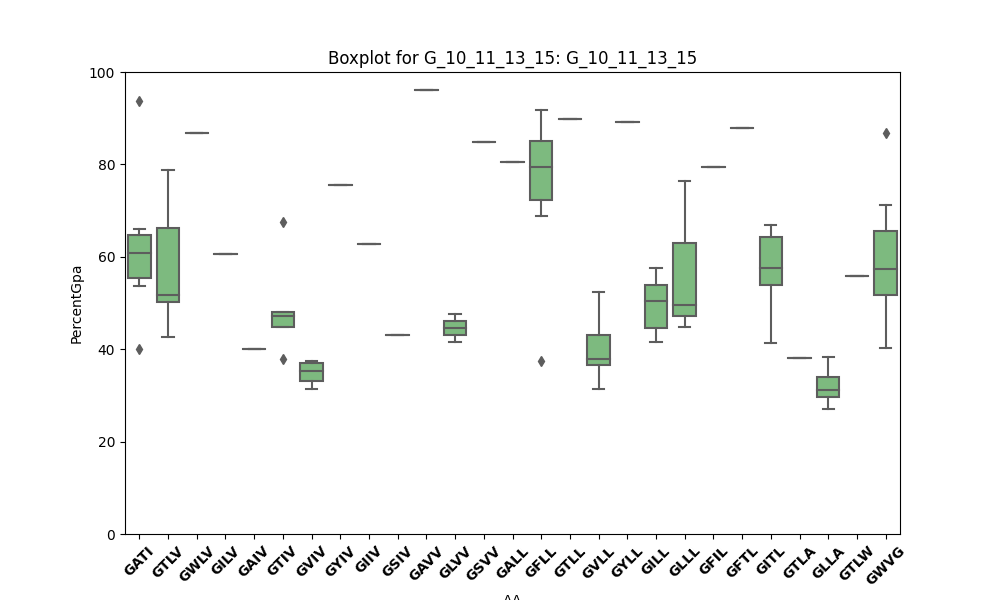 Boxplot for G_10_11_13_15: G_10_11_13_15
PercentGpa
100
80
60
40
20
0
GATI GTLV GWLV GILV GAIV GTIV GVIV GYIV GIIV GSIV GAVV GLVV GSVV GALL GFLL GTLL GVLL GYLL GILL GLLL GFIL GFTL GITL GTLA GLLA GTLW GWVG
AA